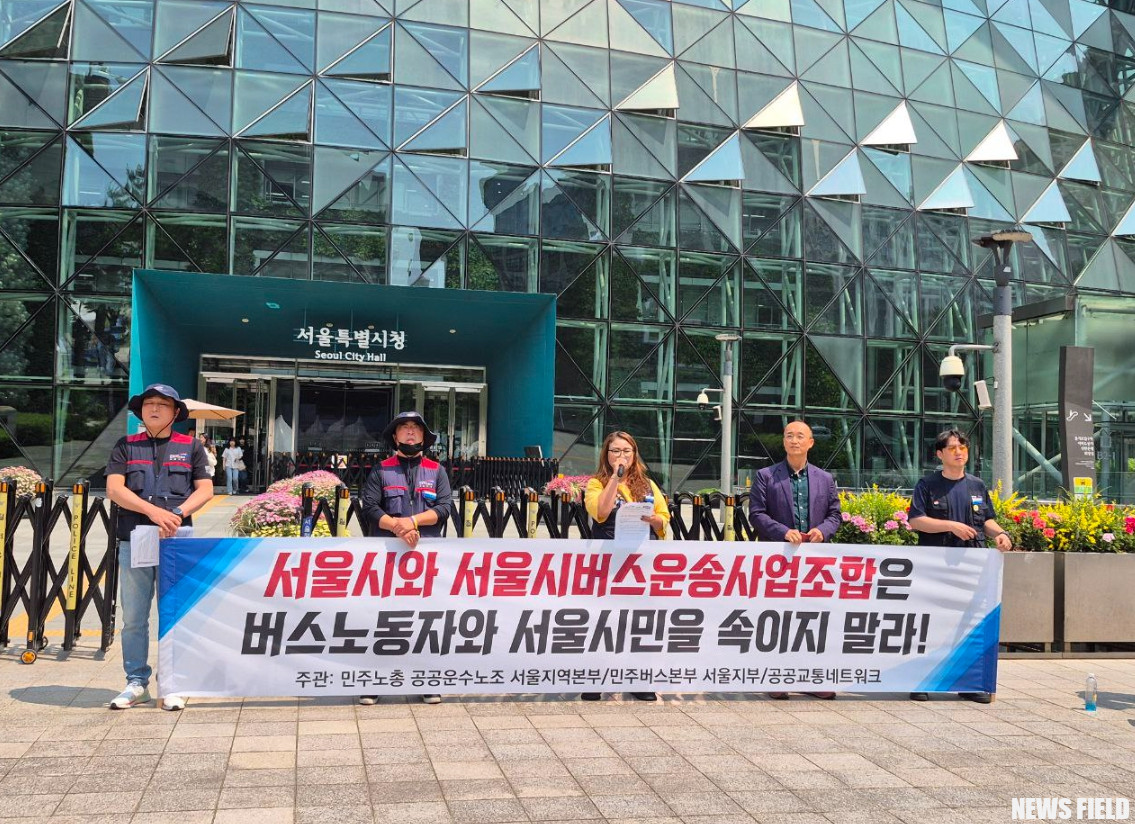 서울특별시청
Seoul City Hall
POLICE LINE
서울시와 서울시버스운송사업조합은
버스노동자와 서울시민을 속이지 말라!
주관: 민주노총 공공운수노조 서울지역본부/민주버스본부 서울지부/공공교통네트워크
NEWS FIELD